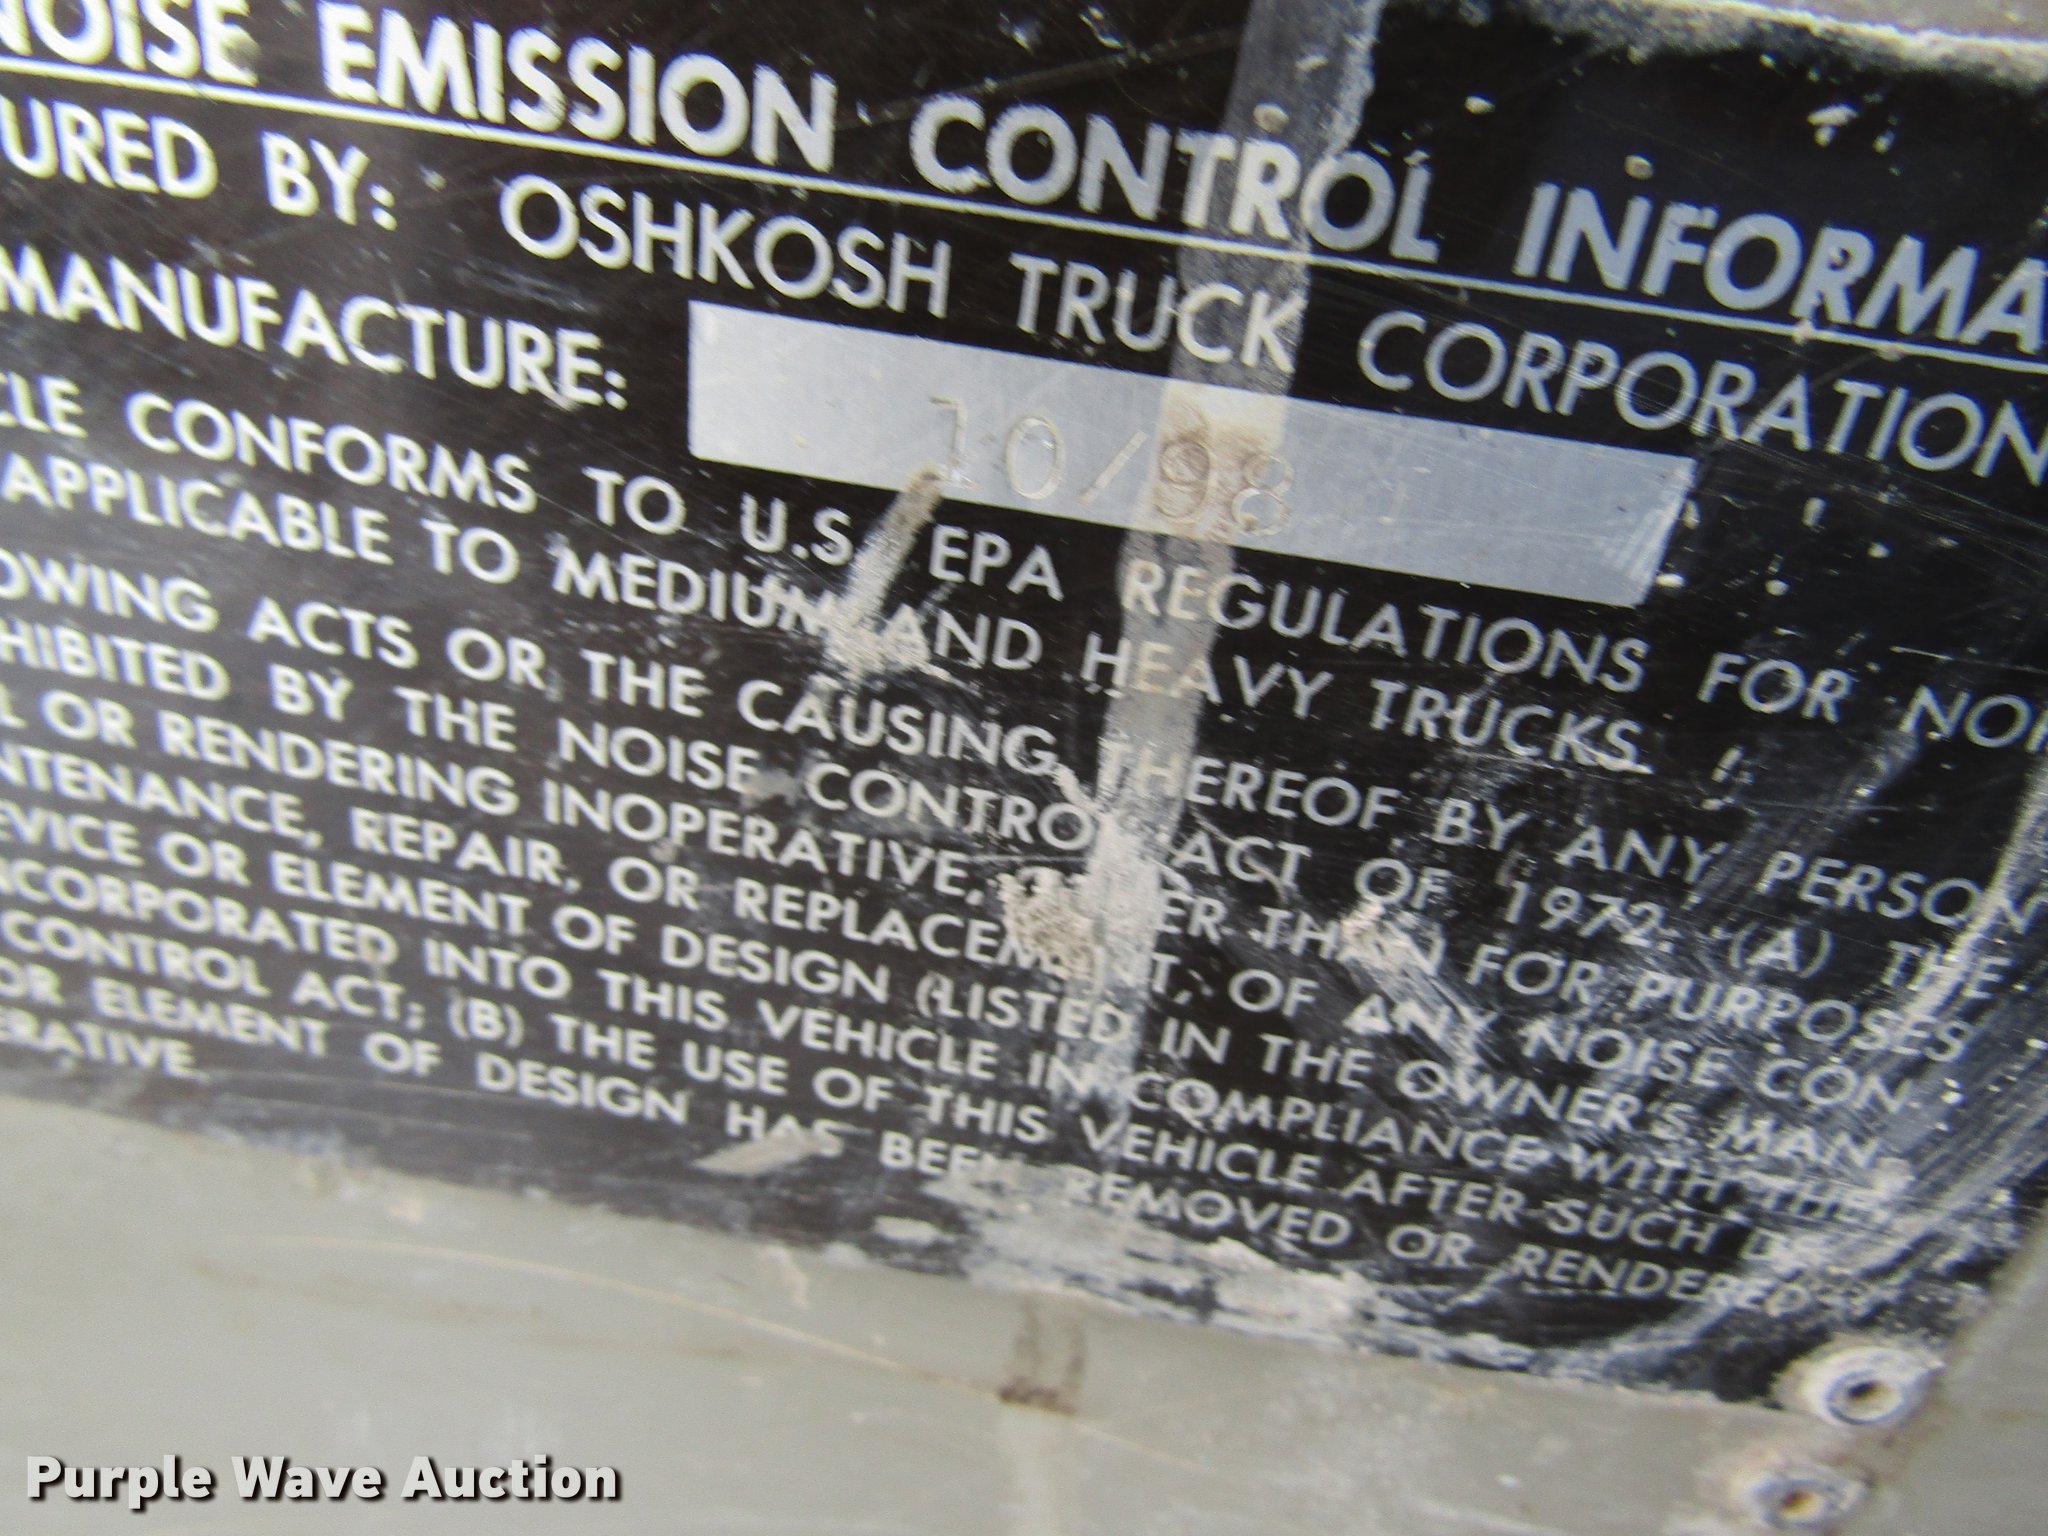 NOISE EMISSION CONTROL INFORMA
URED BY: OSHKOSH TRUCK CORPORATION
MANUFACTURE: 10/98
CLE CONFORMS TO U.S. EPA REGULATIONS FOR NOI
APPLICABLE TO MEDIUM AND HEAVY TRUCKS.
OWING ACTS OR THE CAUSING THEREOF BY ANY PERSON
HIBITED BY THE NOISE CONTROL ACT OF 1972: (A) THE
L OR RENDERING INOPERATIVE, OTHER THAN FOR PURPOSES
NTENANCE, REPAIR, OR REPLACEMENT, OF ANY NOISE CON-
EVICE OR ELEMENT OF DESIGN (LISTED IN THE OWNER'S MAN-
CORPORATED INTO THIS VEHICLE IN COMPLIANCE WITH THE
CONTROL ACT; (B) THE USE OF THIS VEHICLE AFTER SUCH DE-
OR ELEMENT OF DESIGN HAS BEEN REMOVED OR RENDERED
ERATIVE.
Purple Wave Auction